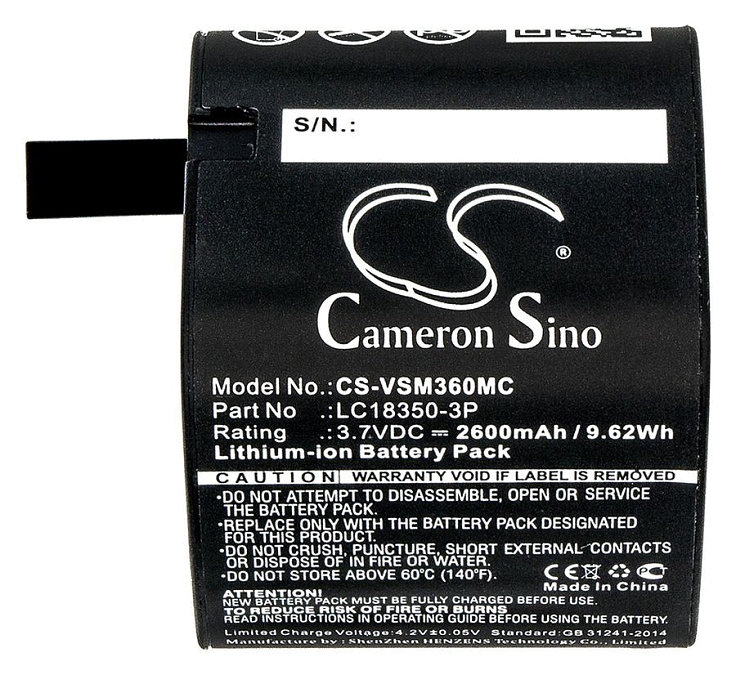 S/N.:
CS ®
Cameron Sino
Model No.:CS-VSM360MC
Part No .:LC18350-3P
Rating .:3.7VDC ⎓ 2600mAh / 9.62Wh
Lithium-ion Battery Pack
CAUTION WARRANTY VOID IF LABEL IS REMOVED
•DO NOT ATTEMPT TO DISASSEMBLE, OPEN OR SERVICE
THE BATTERY PACK.
•REPLACE ONLY WITH THE BATTERY PACK DESIGNATED
FOR THIS PRODUCT.
•DO NOT CRUSH, PUNCTURE, SHORT EXTERNAL CONTACTS
OR DISPOSE OF IN FIRE OR WATER.
•DO NOT STORE ABOVE 60°C (140°F).
CE PCT
Made in China
ATTENTION!
NEW BATTERY PACK MUST BE FULLY CHARGED BEFORE USE.
TO REDUCE RISK OF FIRE OR BURNS
READ INSTRUCTIONS IN OPERATING GUIDE BEFORE USING THE BATTERY.
Limited Charge Voltage:4.2V±0.05V Standard:GB 31241-2014
Manufacture by:ShenZhen HENZENS Technology Co., Limited